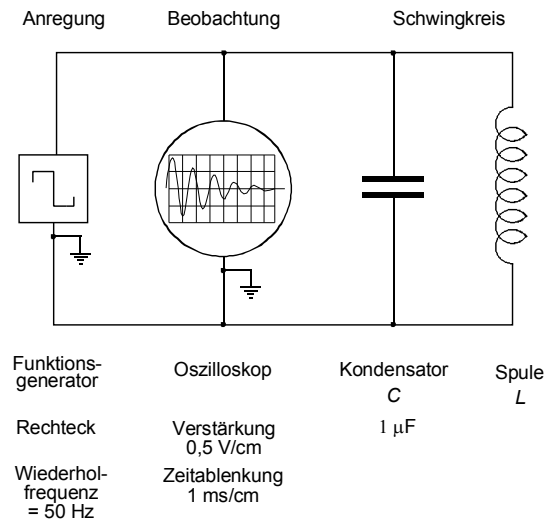 Anregung
Beobachtung
Schwingkreis
Funktions-
generator
Oszilloskop
Kondensator
C
Spule
L
Rechteck
Verstärkung
0,5 V/cm
1 μF
Wiederhol-
frequenz
= 50 Hz
Zeitablenkung
1 ms/cm